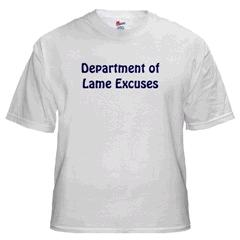 Department of
Lame Excuses